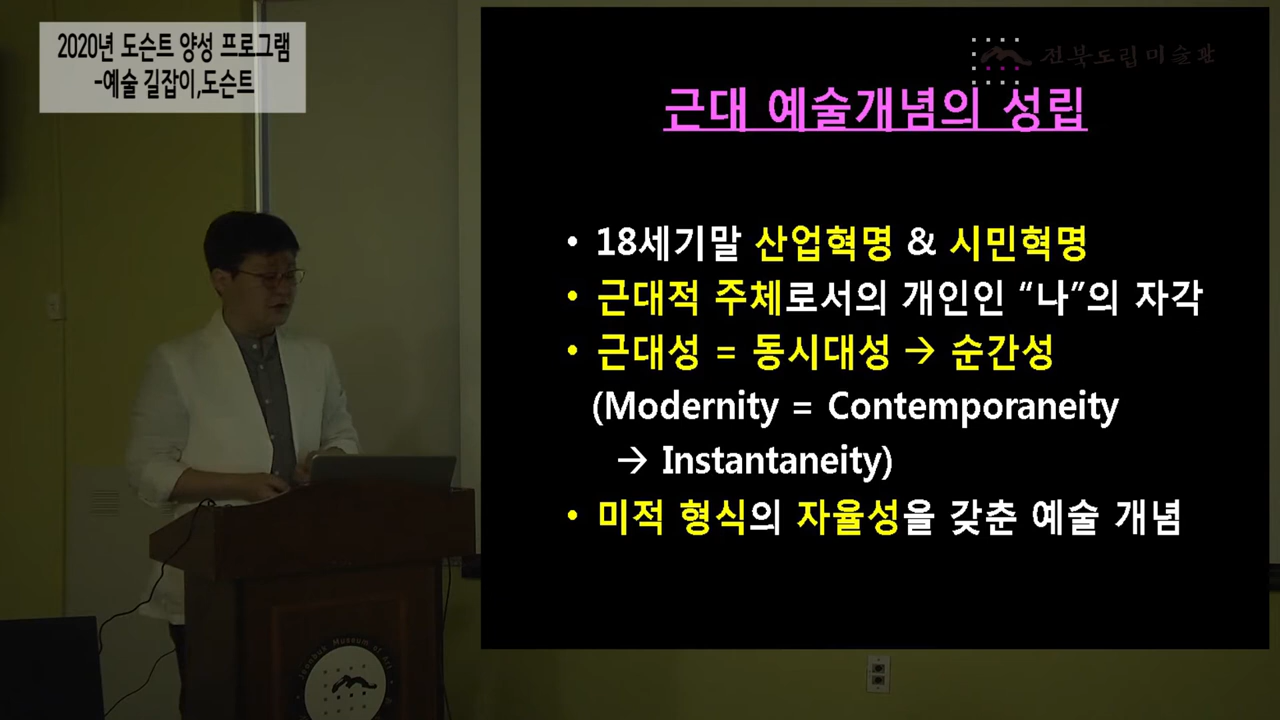 2020년 도슨트 양성 프로그램
-예술 길잡이,도슨트
전북도립미술관
근대 예술개념의 성립
• 18세기말 산업혁명 & 시민혁명
• 근대적 주체로서의 개인인 “나”의 자각
• 근대성 = 동시대성 → 순간성
(Modernity = Contemporaneity
→ Instantaneity)
• 미적 형식의 자율성을 갖춘 예술 개념
Jeonbuk Museum of Art